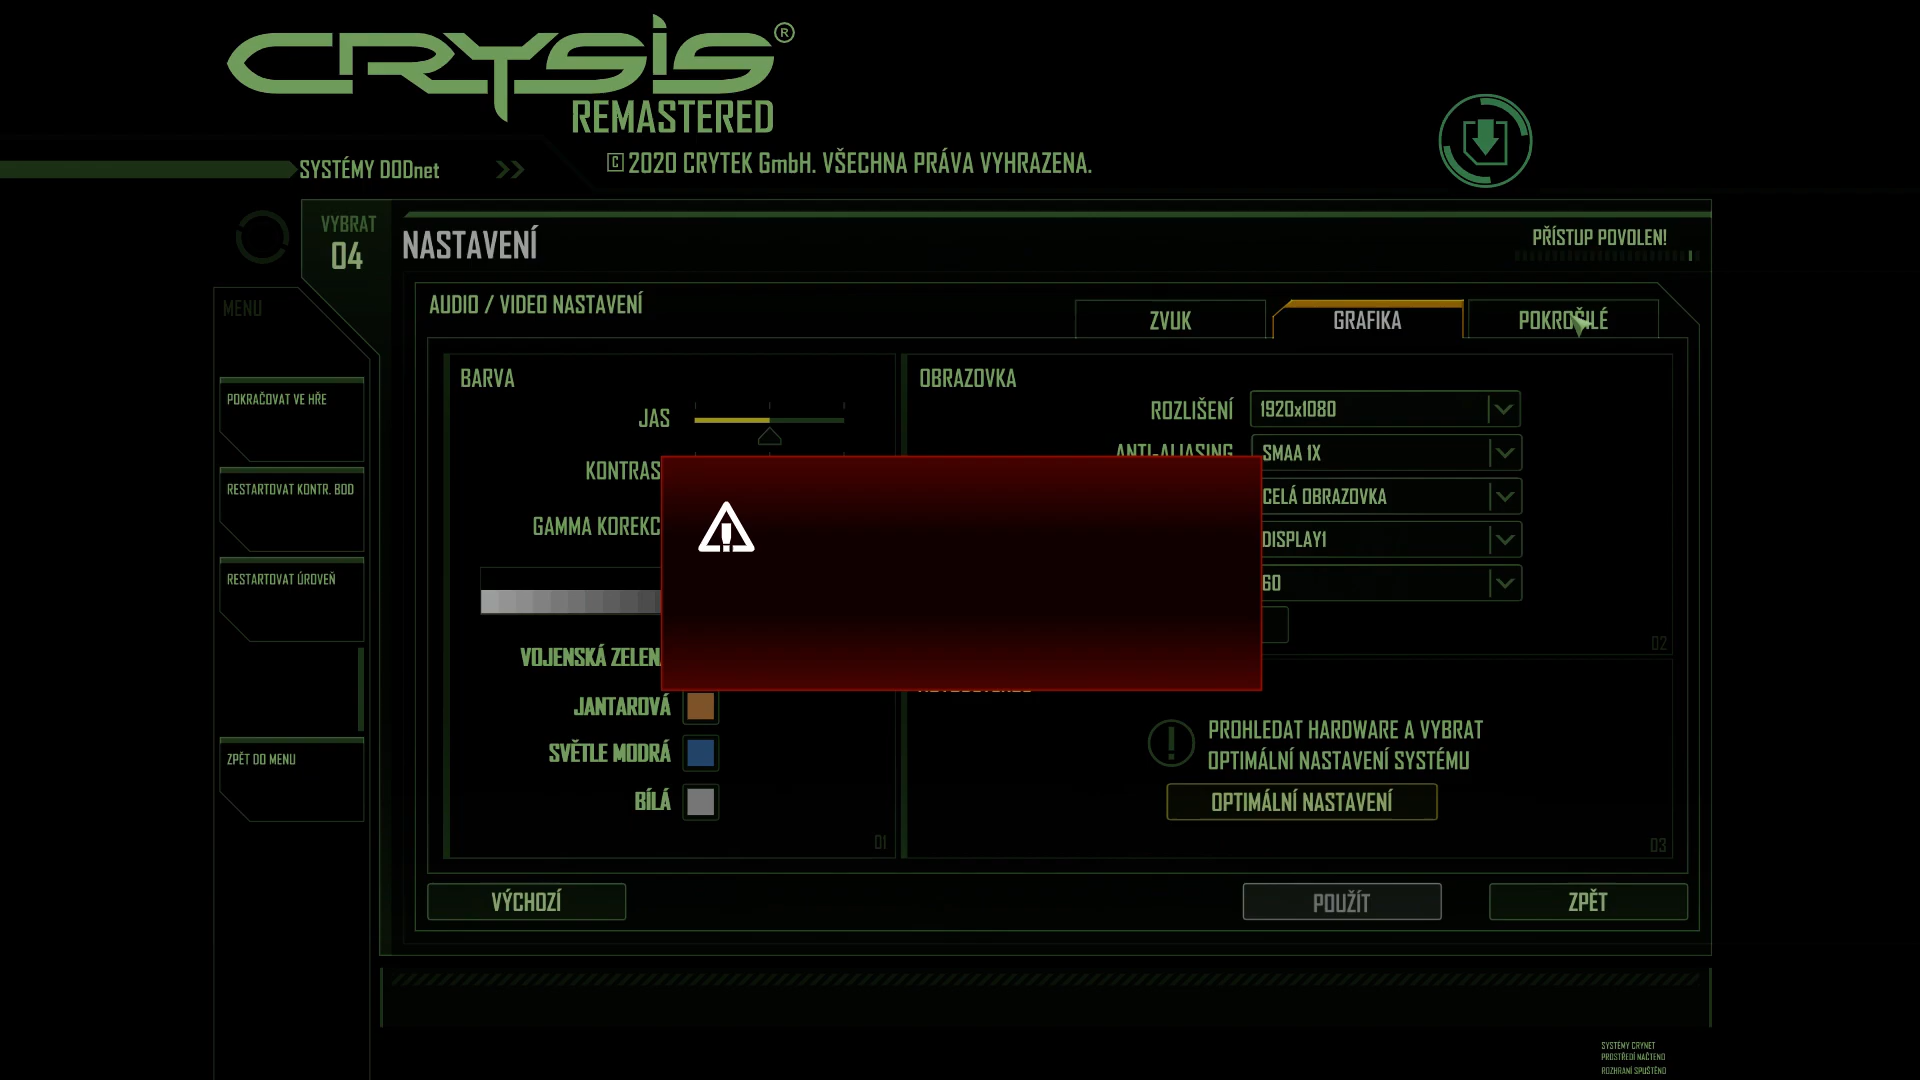 CRYSIS®
REMASTERED
SYSTÉMY DODnet
© 2020 CRYTEK GmbH. VŠECHNA PRÁVA VYHRAZENA.
VYBRAT
04
NASTAVENÍ
PŘÍSTUP POVOLEN!
MENU
POKRAČOVAT VE HŘE
RESTARTOVAT KONTR. BOD
RESTARTOVAT ÚROVEŇ
ZPĚT DO MENU
AUDIO / VIDEO NASTAVENÍ
ZVUK
GRAFIKA
POKROČILÉ
BARVA
JAS
KONTRAS
GAMMA KOREKC
VOJENSKÁ ZELEN
JANTAROVÁ
SVĚTLE MODRÁ
BÍLÁ
01
OBRAZOVKA
ROZLIŠENÍ
1920x1080
ANTI-ALIASING
SMAA 1X
CELÁ OBRAZOVKA
DISPLAY1
60
02
PROHLEDAT HARDWARE A VYBRAT
OPTIMÁLNÍ NASTAVENÍ SYSTÉMU
OPTIMÁLNÍ NASTAVENÍ
03
VÝCHOZÍ
POUŽÍT
ZPĚT
SYSTÉMY CRYNET
PROSTŘEDÍ NAČTENO
ROZHRANÍ SPUŠTĚNO